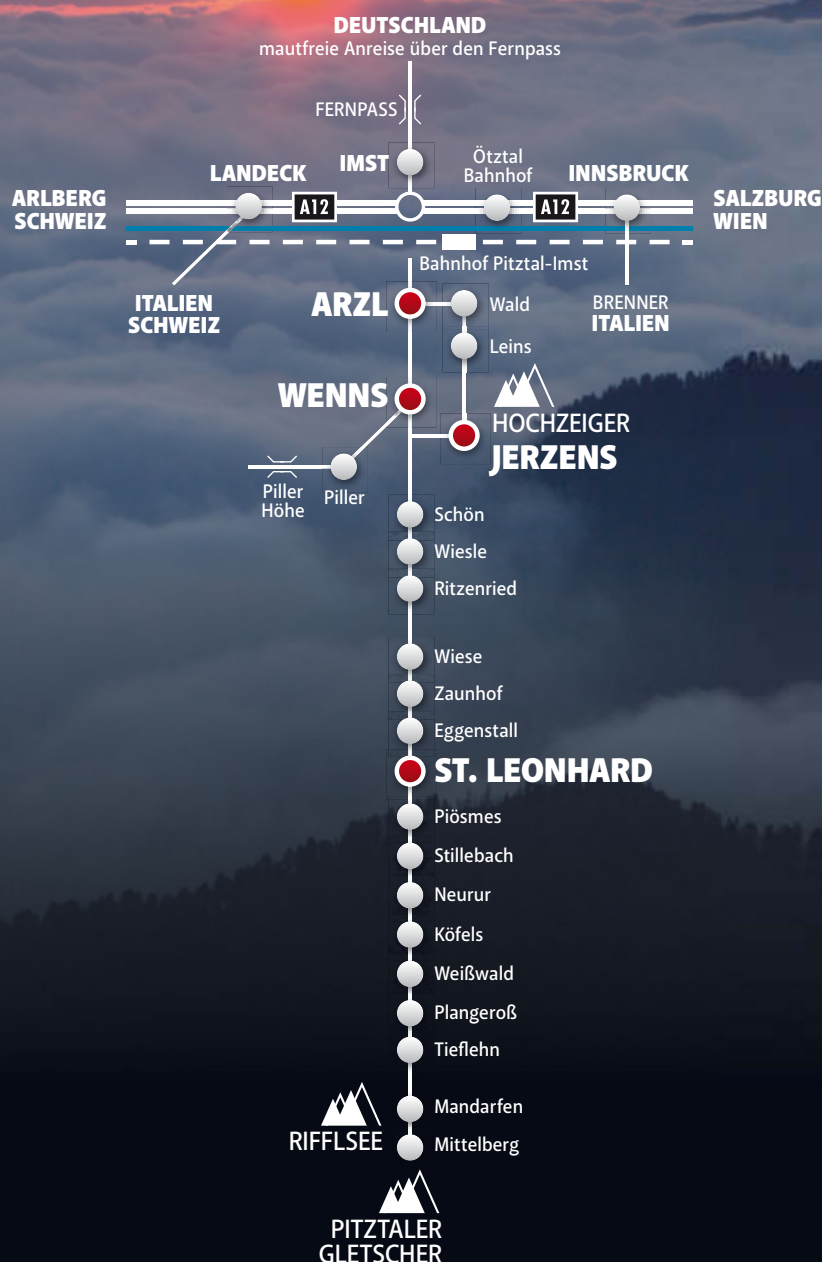 DEUTSCHLAND
mautfreie Anreise über den Fernpass
FERNPASS
IMST
LANDECK
Ötztal
Bahnhof
INNSBRUCK
ARLBERG
SCHWEIZ
A12
A12
SALZBURG
WIEN
Bahnhof Pitztal-Imst
ITALIEN
SCHWEIZ
BRENNER
ITALIEN
ARZL
Wald
Leins
WENNS
HOCHZEIGER
JERZENS
Piller
Höhe
Piller
Schön
Wiesle
Ritzenried
Wiese
Zaunhof
Eggenstall
ST. LEONHARD
Piösmes
Stillebach
Neurur
Köfels
Weißwald
Plangeroß
Tieflehn
Mandarfen
RIFFLSEE
Mittelberg
PITZTALER
GLETSCHER